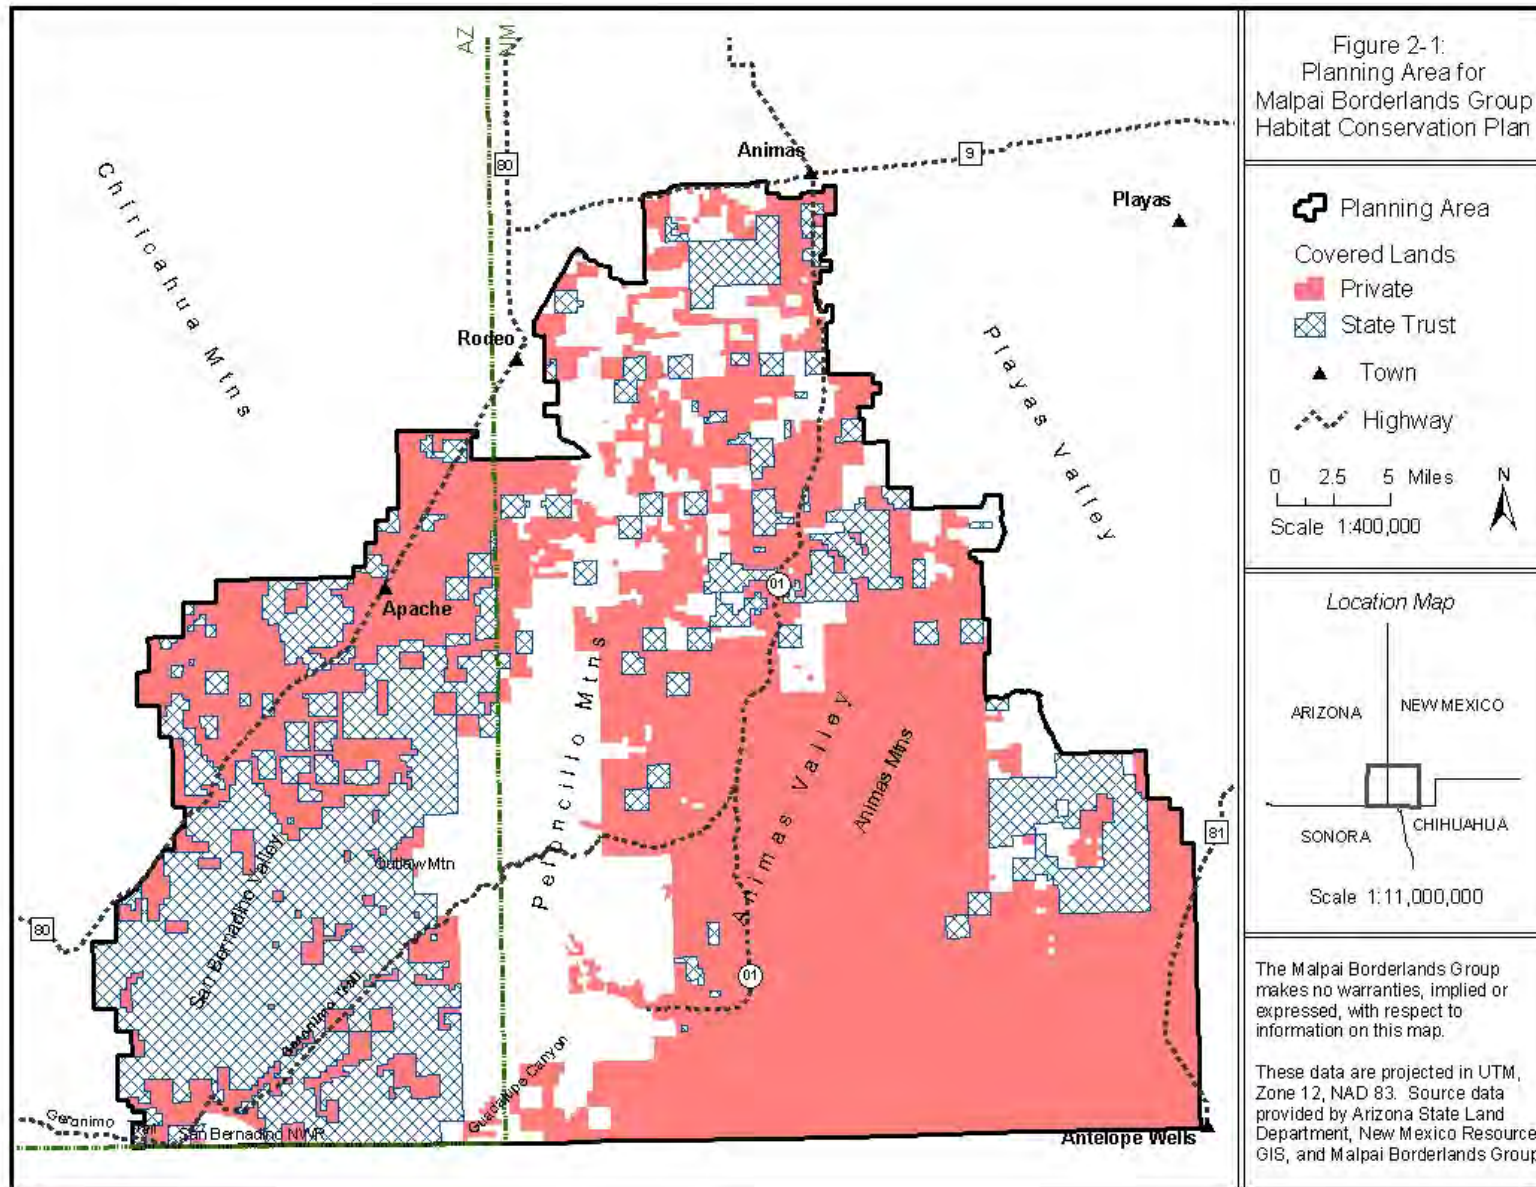 AZ
NM
Chiricahua Mtns
80
Animas
9
Playas
Rodeo
Playas Valley
01
Apache
Peloncillo Mtns
Animas Valley
Animas Mtns
81
Outlaw Mtn
San Bernadino Valley
80
01
Geronimo Trail
Guadalupe Canyon
Geronimo Trail
San Bernadino NWR
Antelope Wells
Figure 2-1:
Planning Area for
Malpai Borderlands Group
Habitat Conservation Plan
Planning Area
Covered Lands
Private
State Trust
Town
Highway
0 2.5 5 Miles
N
Scale 1:400,000
Location Map
ARIZONA
NEW MEXICO
SONORA
CHIHUAHUA
Scale 1:11,000,000
The Malpai Borderlands Group
makes no warranties, implied or
expressed, with respect to
information on this map.
These data are projected in UTM,
Zone 12, NAD 83. Source data
provided by Arizona State Land
Department, New Mexico Resource
GIS, and Malpai Borderlands Group